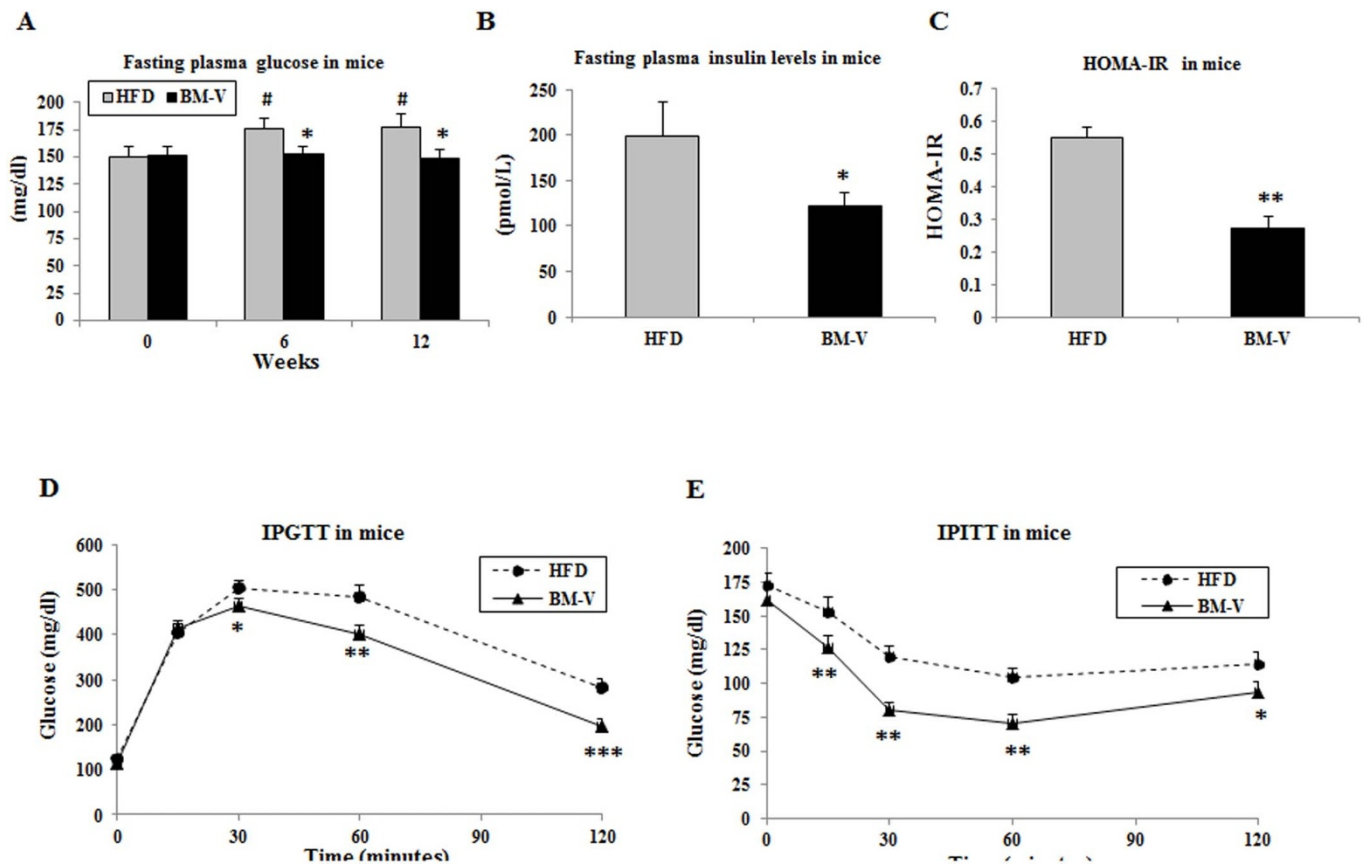 A
Fasting plasma glucose in mice
HFD BM-V
(mg/dl)
200
175
150
125
100
75
50
25
0
# * # *
0 6 12
Weeks
B
Fasting plasma insulin levels in mice
(pmol/L)
250
200
150
100
50
0
*
HFD BM-V
C
HOMA-IR in mice
HOMA-IR
0.7
0.6
0.5
0.4
0.3
0.2
0.1
0
**
HFD BM-V
D
IPGTT in mice
HFD
BM-V
Glucose (mg/dl)
600
500
400
300
200
100
0
* ** ***
0 30 60 90 120
Time (minutes)
E
IPITT in mice
HFD
BM-V
Glucose (mg/dl)
200
175
150
125
100
75
50
25
0
** ** ** *
0 30 60 90 120
Time (minutes)